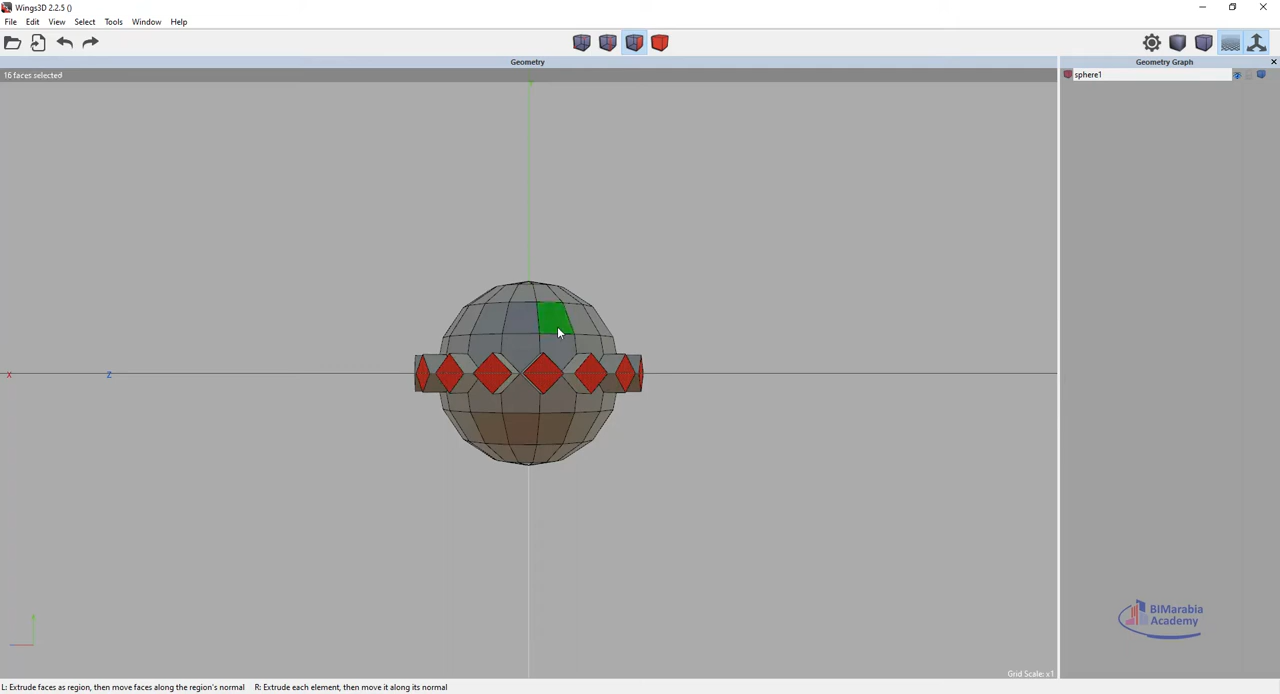 Wings3D 2.2.5 ()
File Edit View Select Tools Window Help
Geometry
Geometry Graph
16 faces selected
sphere1
X
Z
BIMarabia
Academy
Grid Scale: x1
L: Extrude faces as region, then move faces along the region's normal R: Extrude each element, then move it along its normal